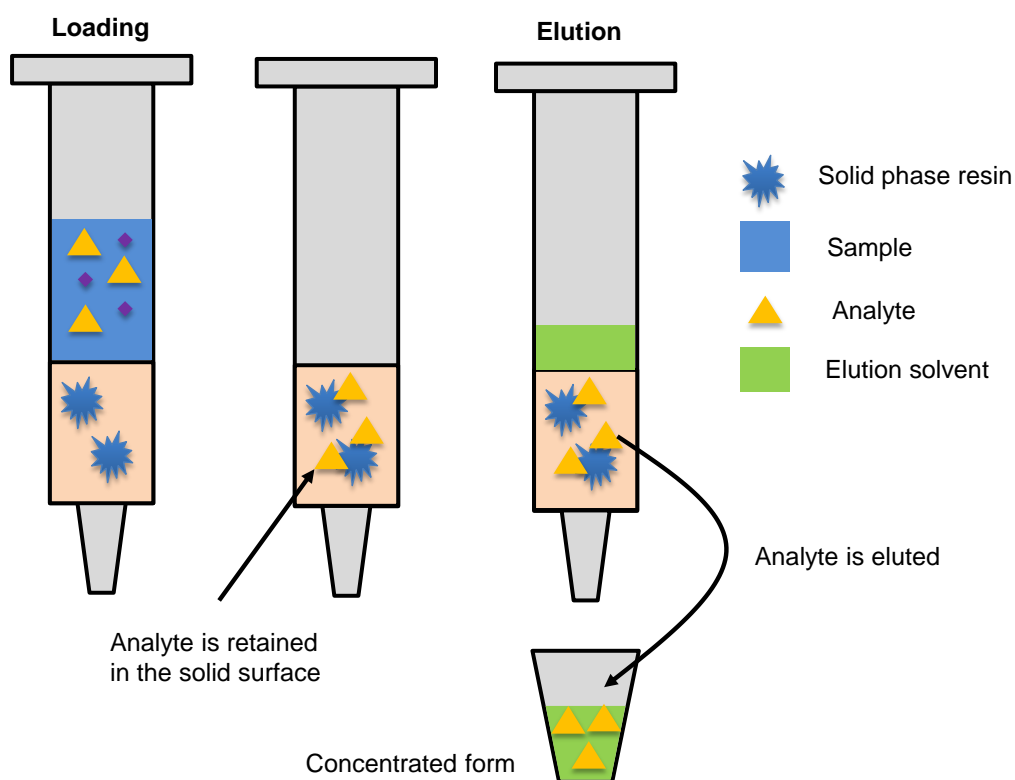 Loading
Elution
Solid phase resin
Sample
Analyte
Elution solvent
Analyte is eluted
Analyte is retained
in the solid surface
Concentrated form